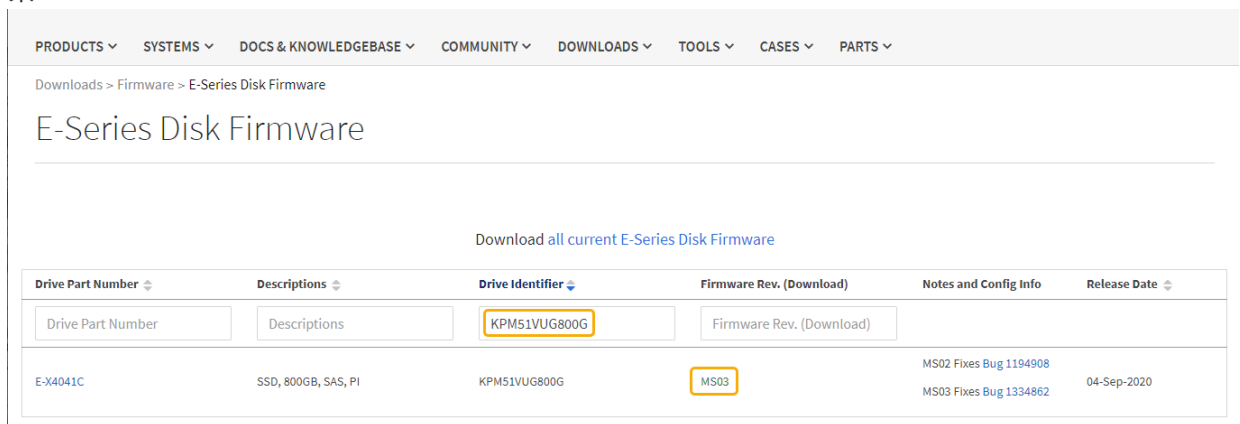 PRODUCTS SYSTEMS DOCS & KNOWLEDGEBASE COMMUNITY DOWNLOADS TOOLS CASES PARTS
Downloads > Firmware > E-Series Disk Firmware
E-Series Disk Firmware
Download all current E-Series Disk Firmware
Drive Part Number Descriptions Drive Identifier Firmware Rev. (Download) Notes and Config Info Release Date
Drive Part Number Descriptions KPM51VUG800G Firmware Rev. (Download)
E-X4041C SSD, 800GB, SAS, PI KPM51VUG800G MS03 MS02 Fixes Bug 1194908 04-Sep-2020
MS03 Fixes Bug 1334862